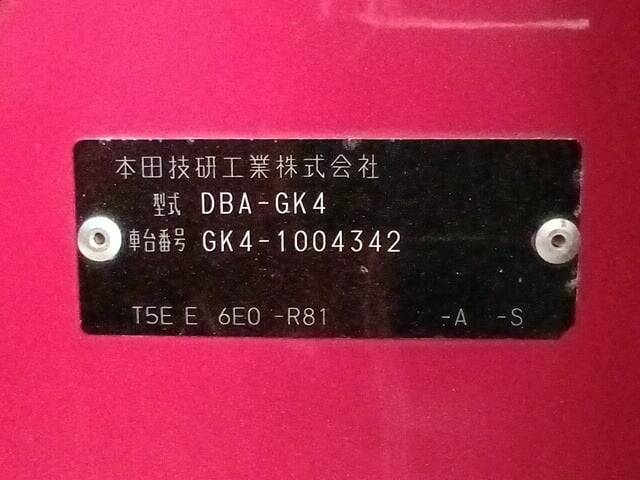 本田技研工業株式会社
型式 DBA-GK4
車台番号 GK4-1004342
T5E E 6E0 -R81 -A -S